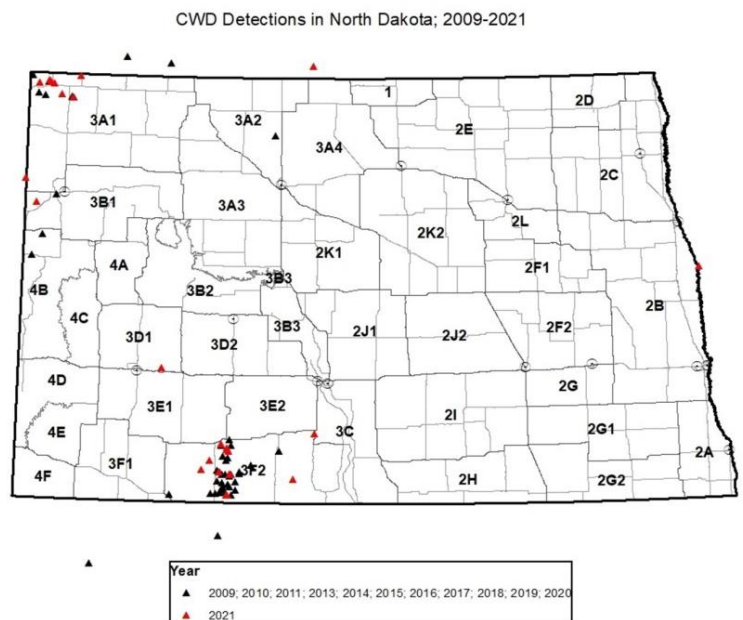 CWD Detections in North Dakota; 2009-2021
1
2D
3A1
3A2
2E
3A4
2C
3B1
3A3
2L
2K2
2K1
4A
2F1
3B3
4B
3B2
2B
4C
3B3
2J1
2J2
2F2
3D1
3D2
4D
2G
3E1
3E2
2I
4E
3C
2G1
2A
3F1
3F2
4F
2H
2G2
Year
2009; 2010; 2011; 2013; 2014; 2015; 2016; 2017; 2018; 2019; 2020
2021